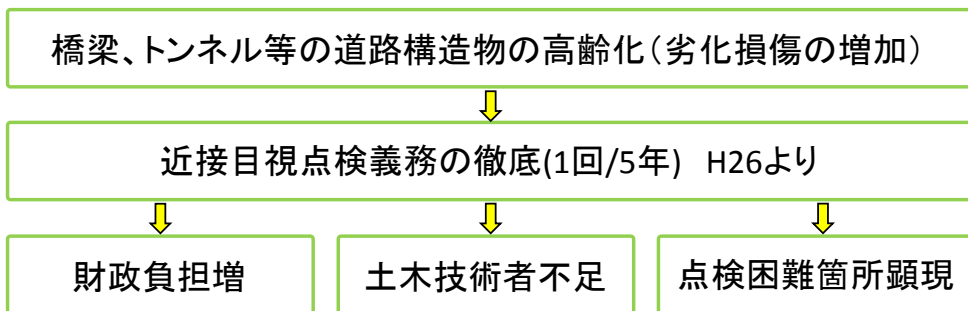 橋梁、トンネル等の道路構造物の高齢化（劣化損傷の増加）
近接目視点検義務の徹底(1回/5年)　H26より
財政負担増
土木技術者不足
点検困難箇所顕現